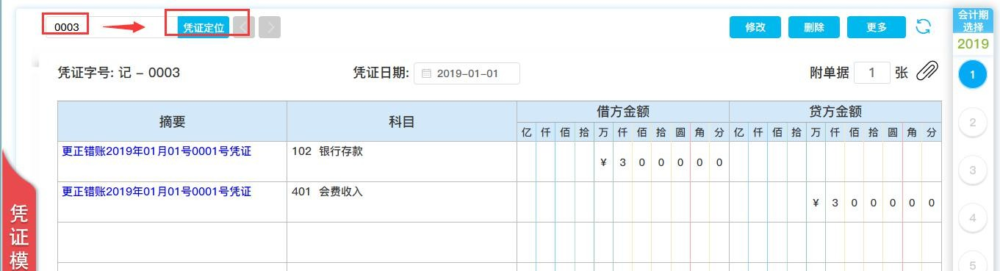 0003 凭证定位 < > 修改 删除 更多
会计期
选择
2019
凭证字号: 记 - 0003 凭证日期: 2019-01-01 附单据 1 张
1
摘要 科目 借方金额 贷方金额
亿 仟 佰 拾 万 仟 佰 拾 圆 角 分 亿 仟 佰 拾 万 仟 佰 拾 圆 角 分
2
更正错账2019年01月01号0001号凭证 102 银行存款 ¥ 3 0 0 0 0 0
3
更正错账2019年01月01号0001号凭证 401 会费收入 ¥ 3 0 0 0 0 0
4
5
凭
证
模